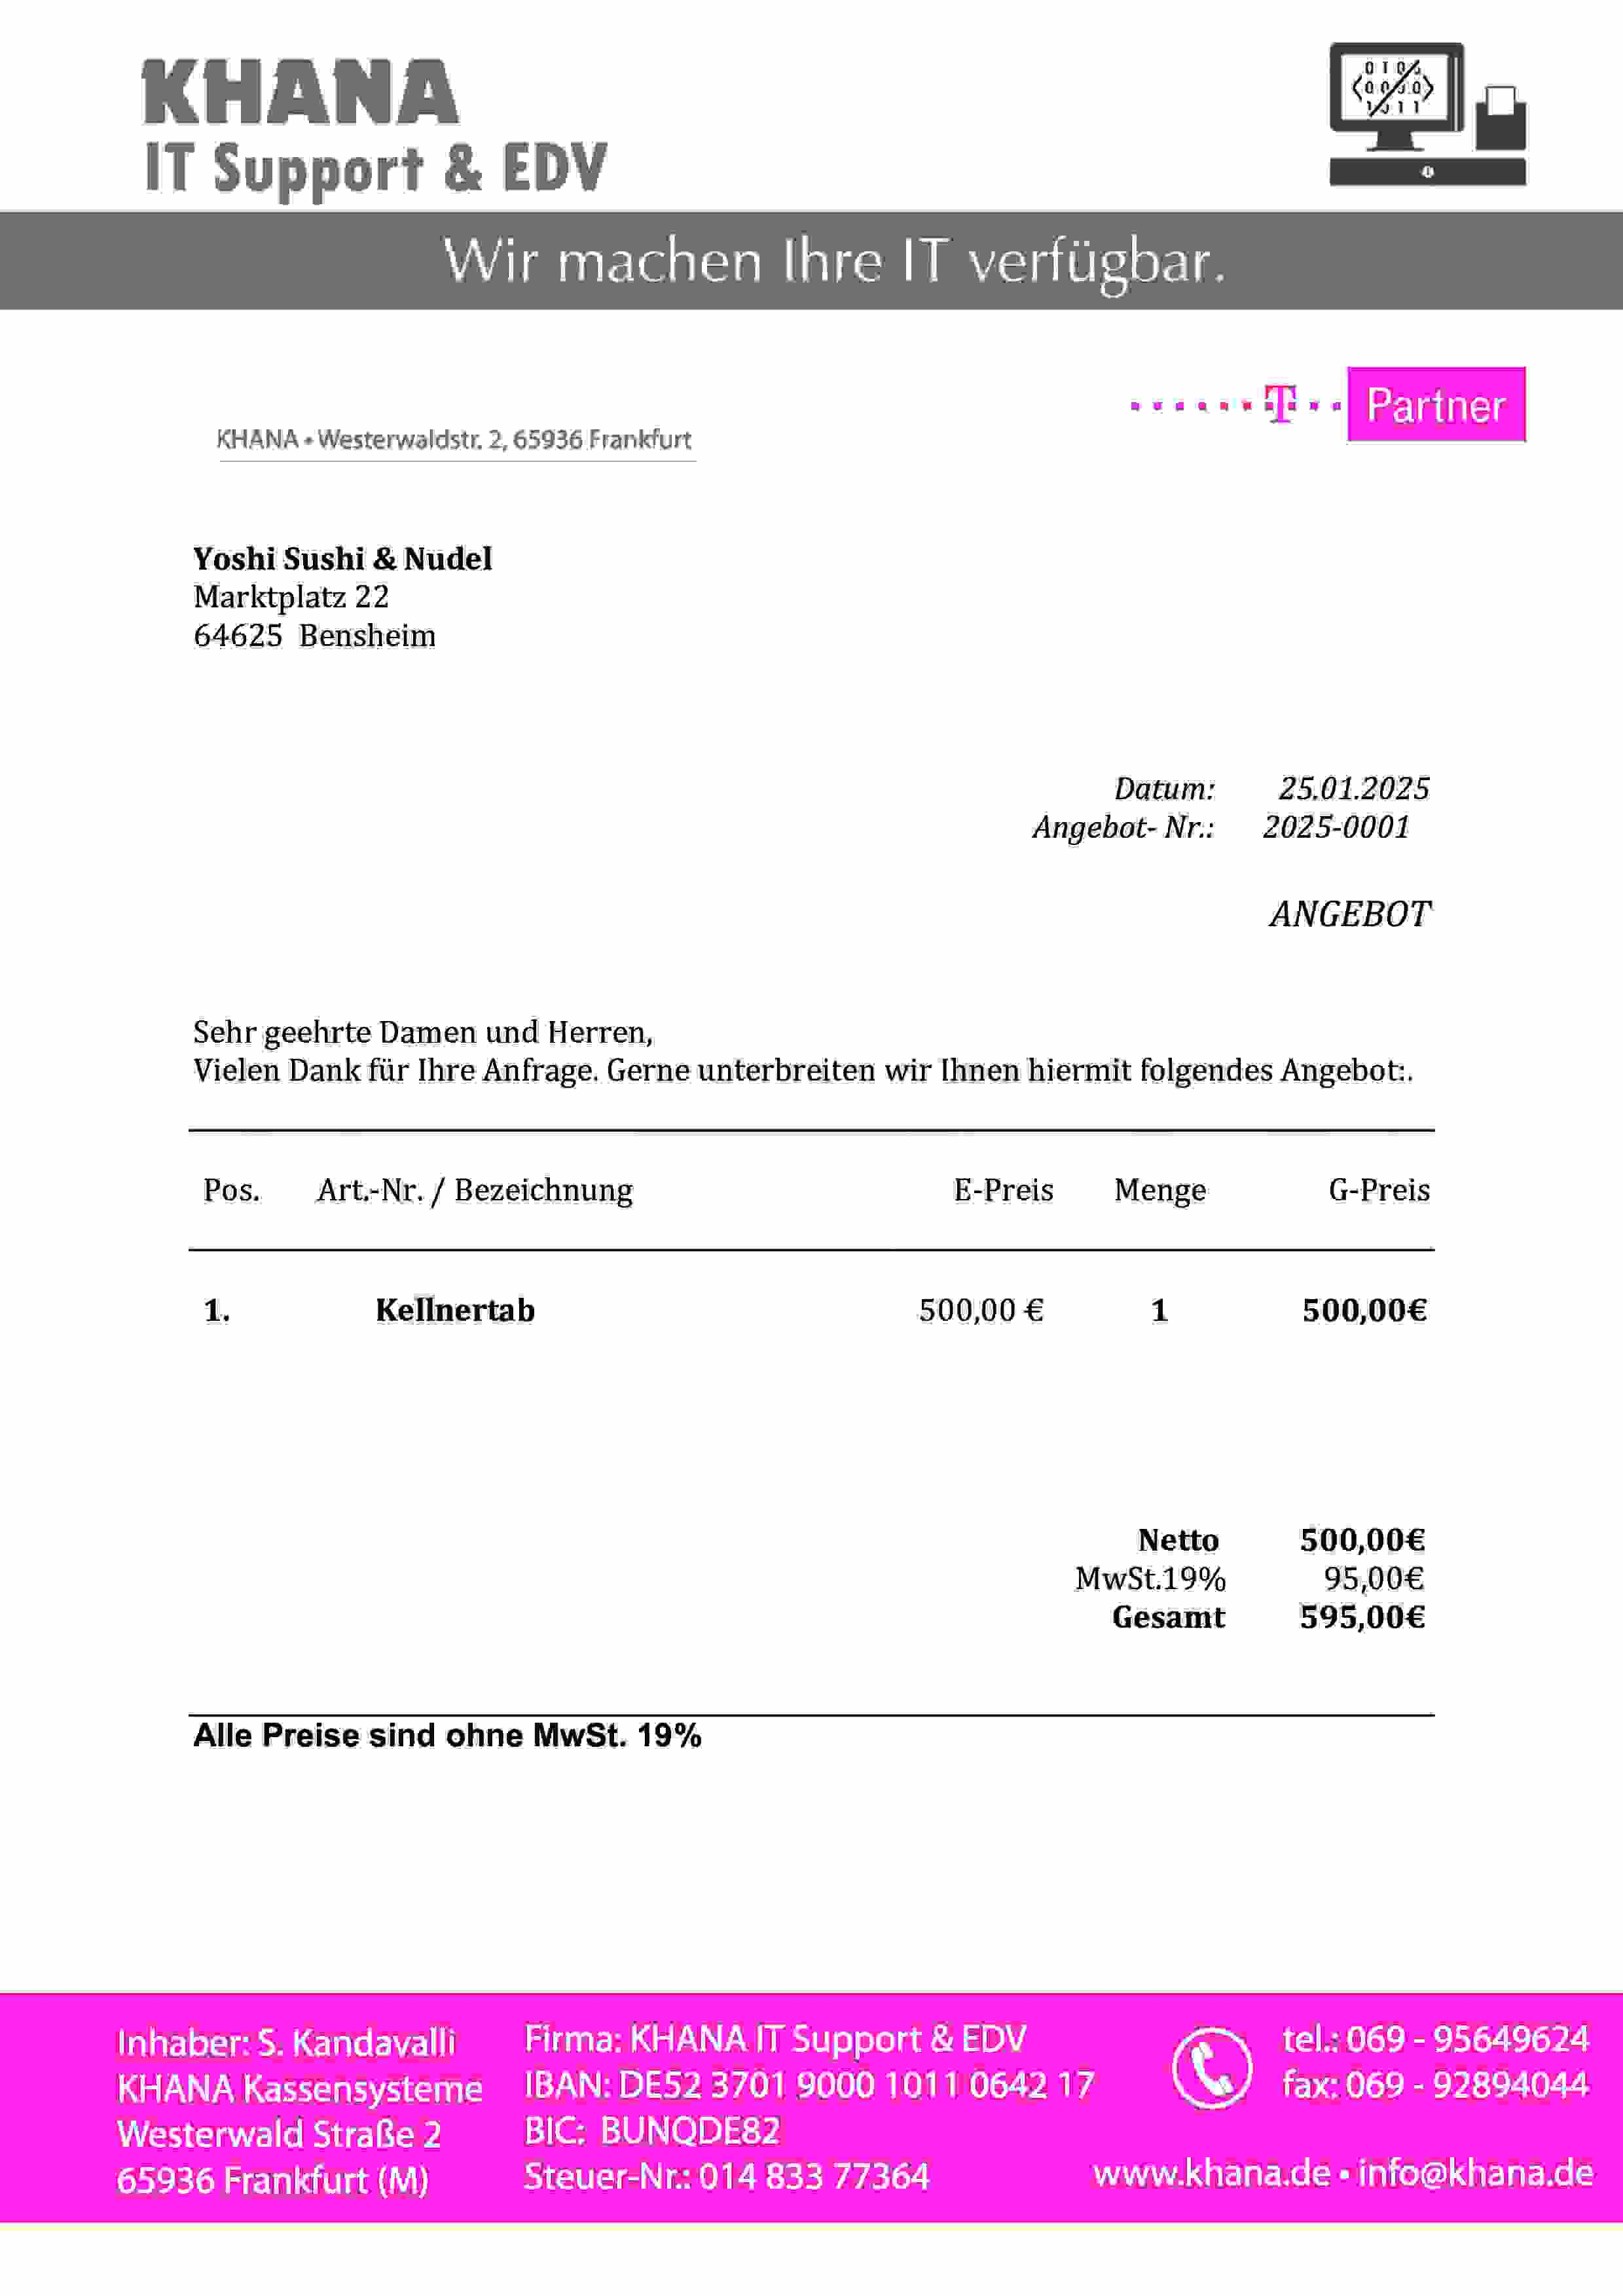 KHANA
IT Support & EDV
0 1 0
Wir machen Ihre IT verfügbar.
T Partner
KHANA • Westerwaldstr. 2, 65936 Frankfurt
Yoshi Sushi & Nudel
Marktplatz 22
64625 Bensheim
Datum: 25.01.2025
Angebot- Nr.: 2025-0001
ANGEBOT
Sehr geehrte Damen und Herren,
Vielen Dank für Ihre Anfrage. Gerne unterbreiten wir Ihnen hiermit folgendes Angebot:.
Pos. Art.-Nr. / Bezeichnung E-Preis Menge G-Preis
1. Kellnertab 500,00 € 1 500,00€
Netto 500,00€
MwSt.19% 95,00€
Gesamt 595,00€
Alle Preise sind ohne MwSt. 19%
Inhaber: S. Kandavalli
KHANA Kassensysteme
Westerwald Straße 2
65936 Frankfurt (M)
Firma: KHANA IT Support & EDV
IBAN: DE52 3701 9000 1011 0642 17
BIC: BUNQDE82
Steuer-Nr.: 014 833 77364
tel.: 069 - 95649624
fax: 069 - 92894044
www.khana.de • info@khana.de